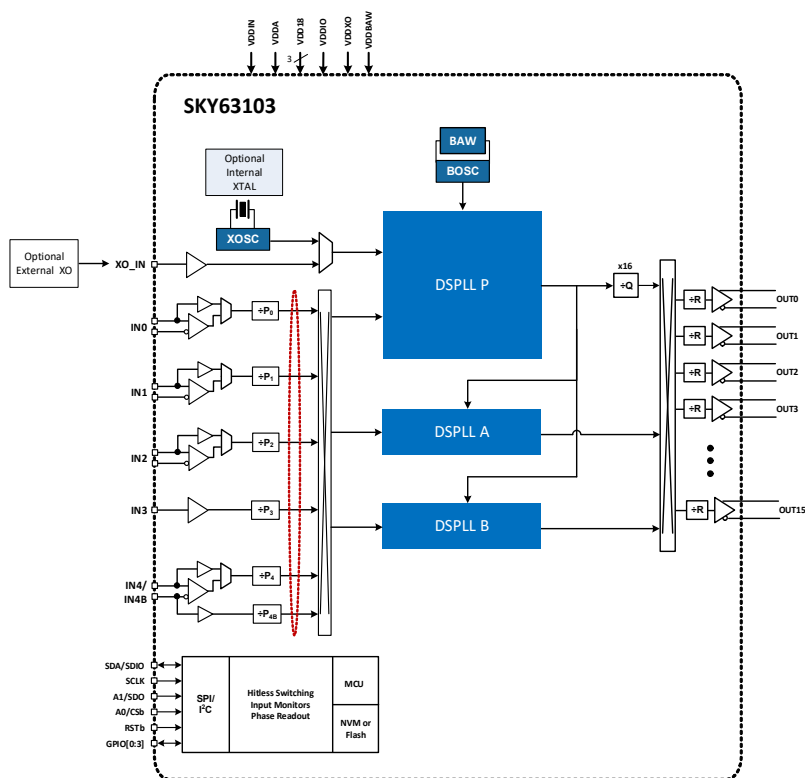 VDDIN
VDDA
VDD18
VDDIO
VDDXO
VDDBAW
3
SKY63103
Optional
Internal
XTAL
XOSC
BAW
BOSC
Optional
External XO
XO_IN
DSPLL P
x16
÷Q
÷R
OUT0
IN0
÷P0
÷R
OUT1
IN1
÷P1
÷R
OUT2
÷R
OUT3
IN2
÷P2
DSPLL A
IN3
÷P3
DSPLL B
÷R
OUT15
IN4/
IN4B
÷P4
÷P4B
SDA/SDIO
SCLK
A1/SDO
A0/CSb
RSTb
GPIO[0:3]
SPI/
I2C
Hitless Switching
Input Monitors
Phase Readout
MCU
NVM or
Flash